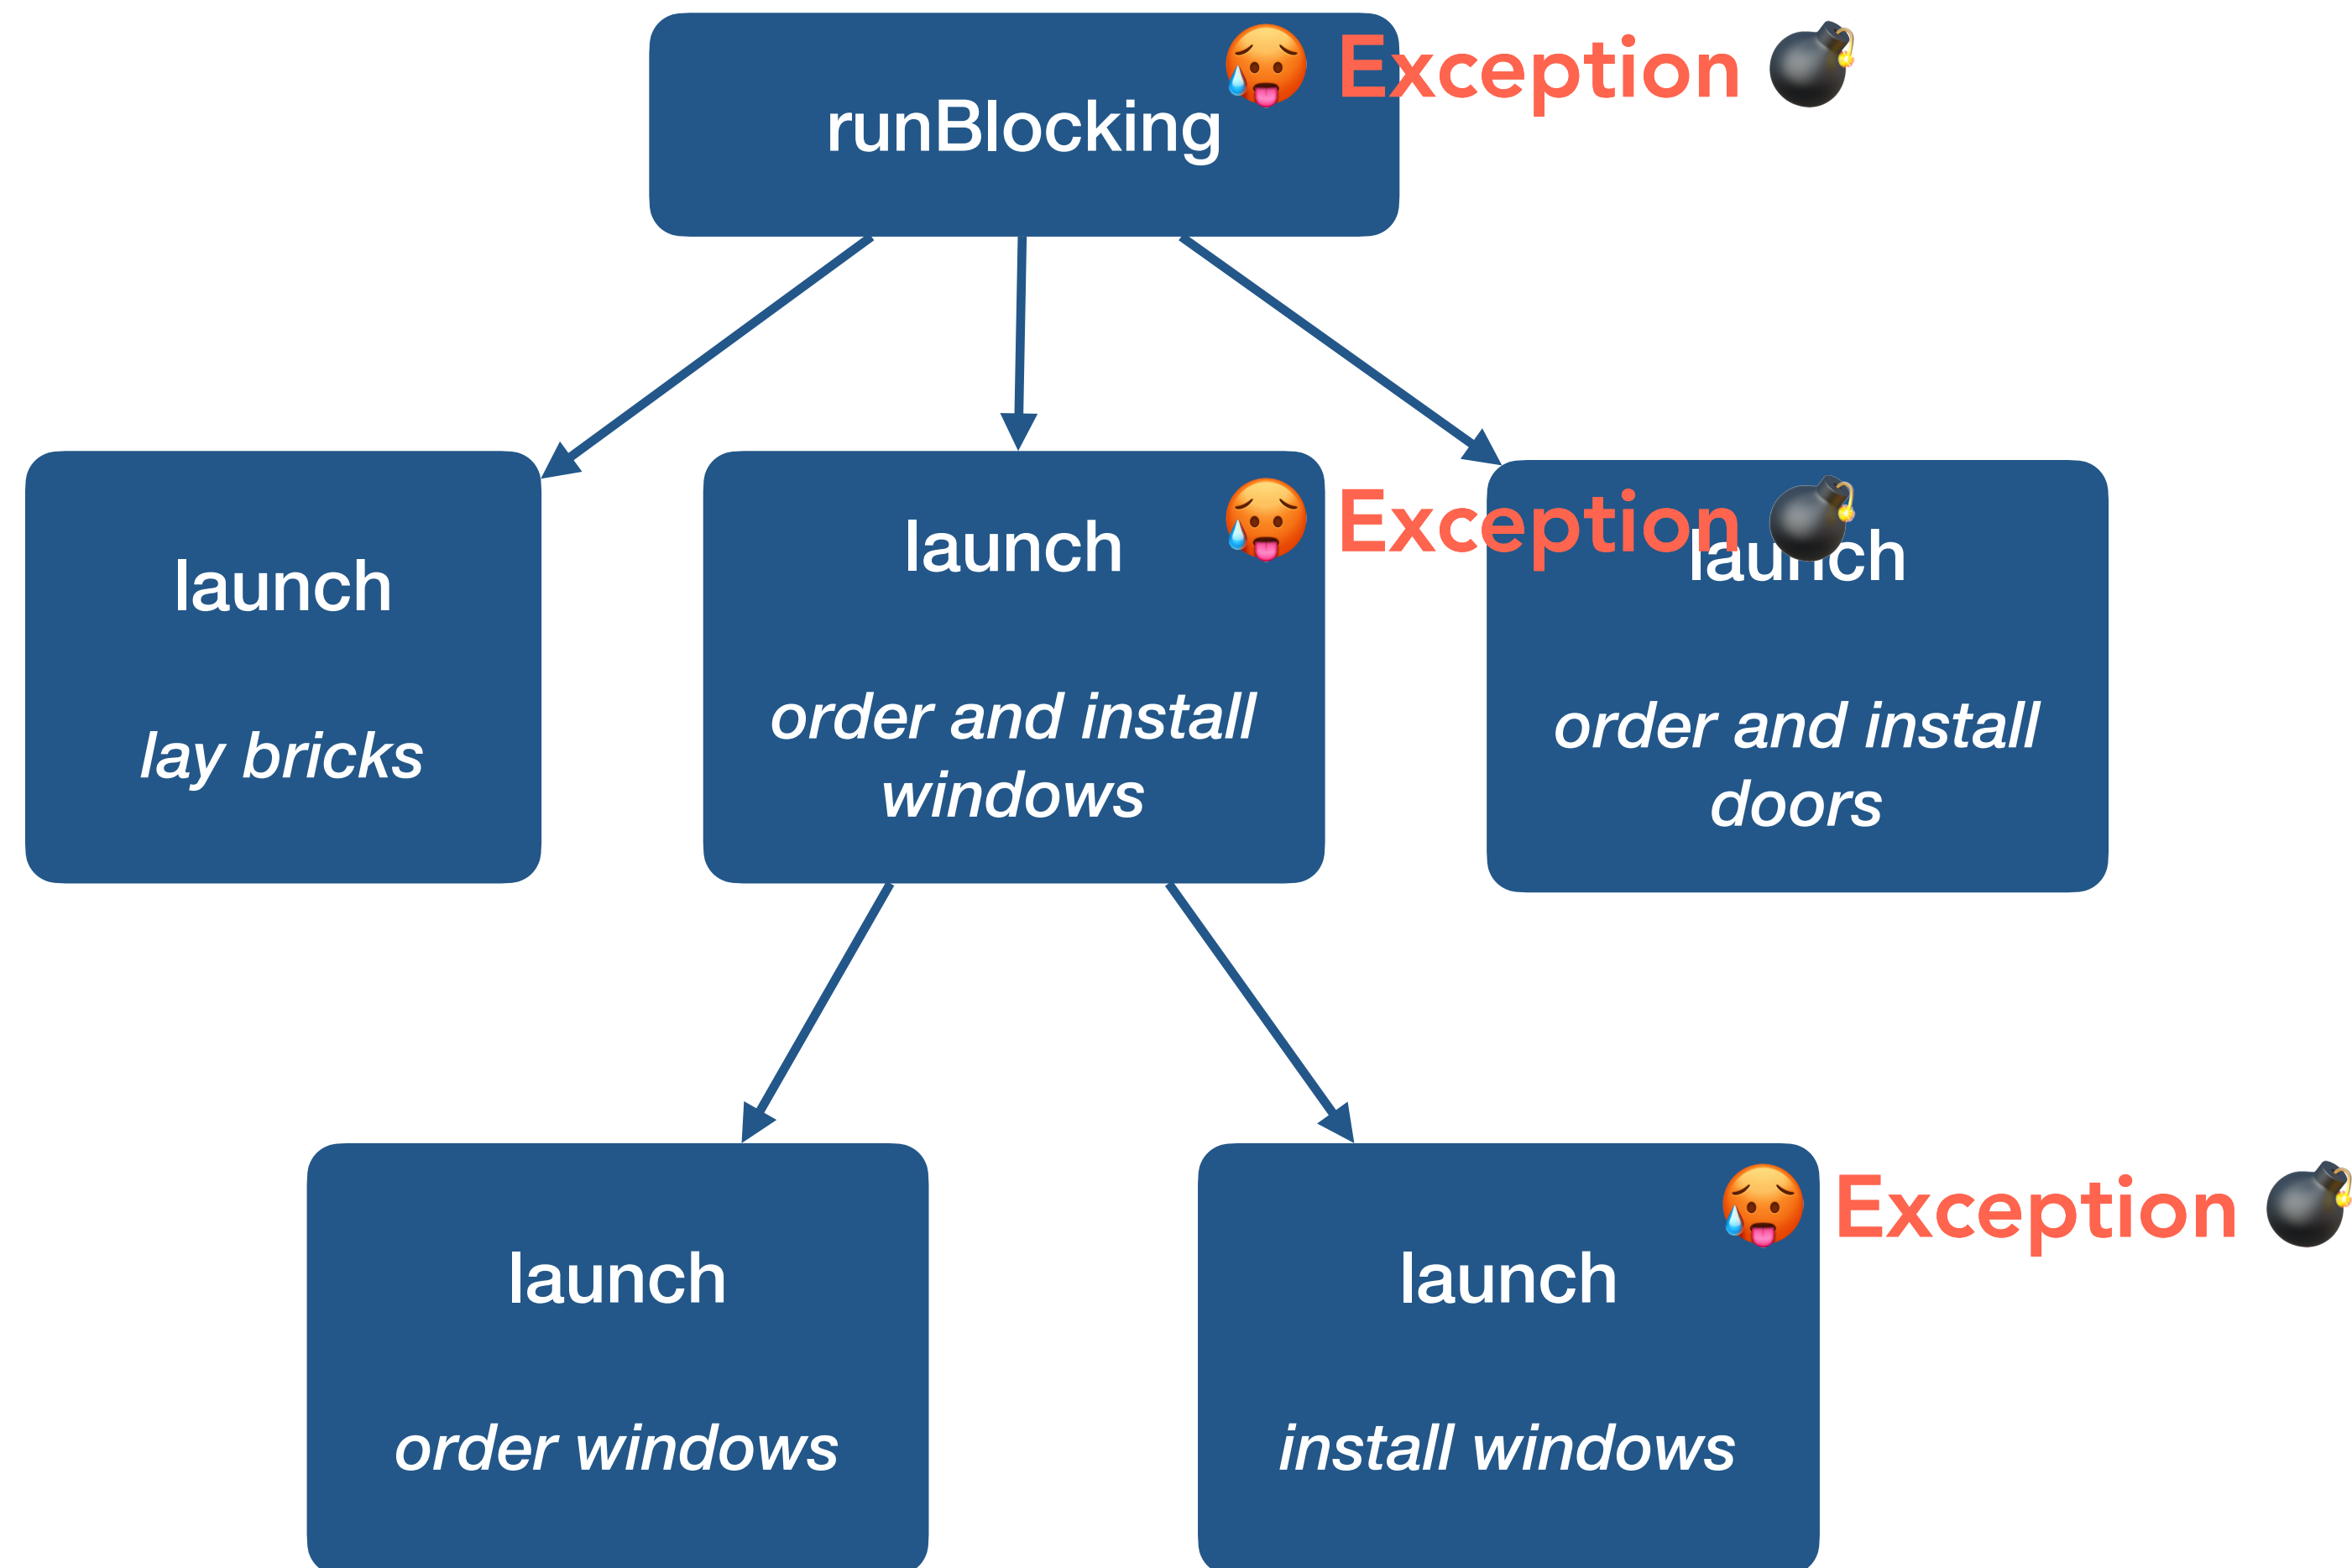 🥵 Exception 💣
runBlocking
launch
lay bricks
launch
🥵 Exception 💣
order and install
windows
launch
order and install
doors
launch
order windows
🥵 Exception 💣
launch
install windows